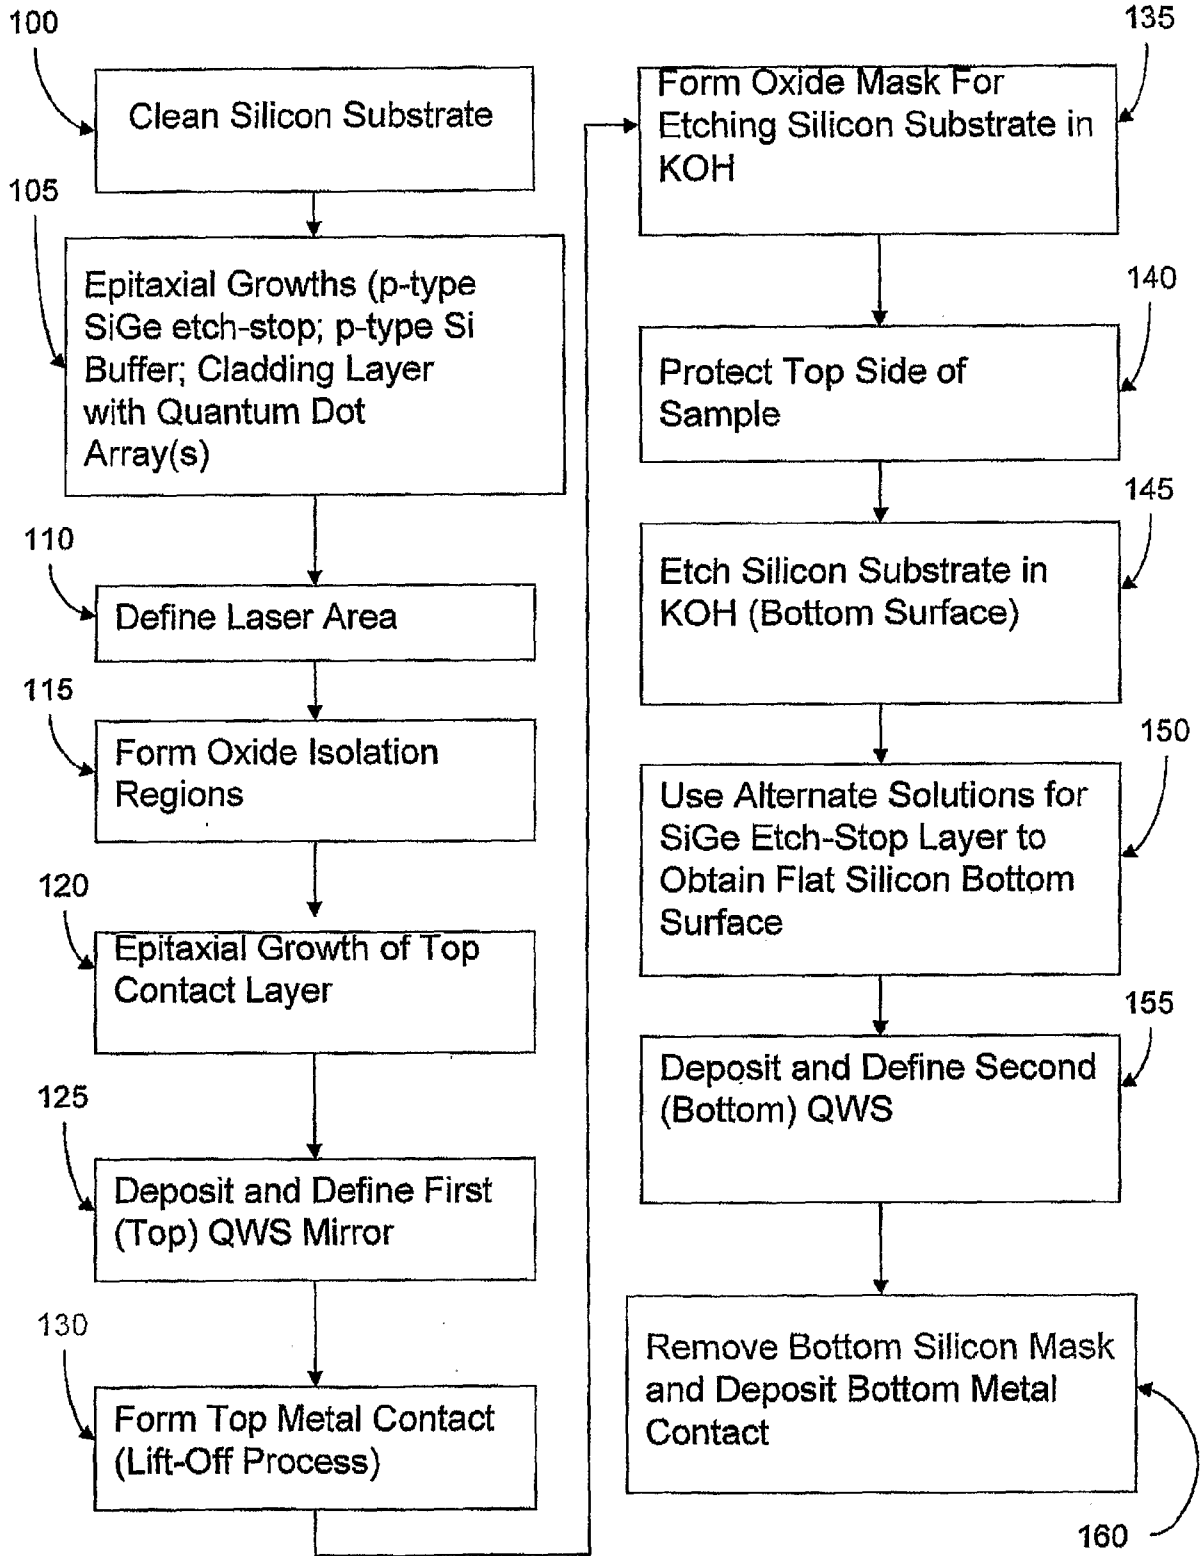 100
Clean Silicon Substrate
105
Epitaxial Growths (p-type
SiGe etch-stop; p-type Si
Buffer; Cladding Layer
with Quantum Dot
Array(s)
110
Define Laser Area
115
Form Oxide Isolation
Regions
120
Epitaxial Growth of Top
Contact Layer
125
Deposit and Define First
(Top) QWS Mirror
130
Form Top Metal Contact
(Lift-Off Process)
135
Form Oxide Mask For
Etching Silicon Substrate in
KOH
140
Protect Top Side of
Sample
145
Etch Silicon Substrate in
KOH (Bottom Surface)
150
Use Alternate Solutions for
SiGe Etch-Stop Layer to
Obtain Flat Silicon Bottom
Surface
155
Deposit and Define Second
(Bottom) QWS
Remove Bottom Silicon Mask
and Deposit Bottom Metal
Contact
160